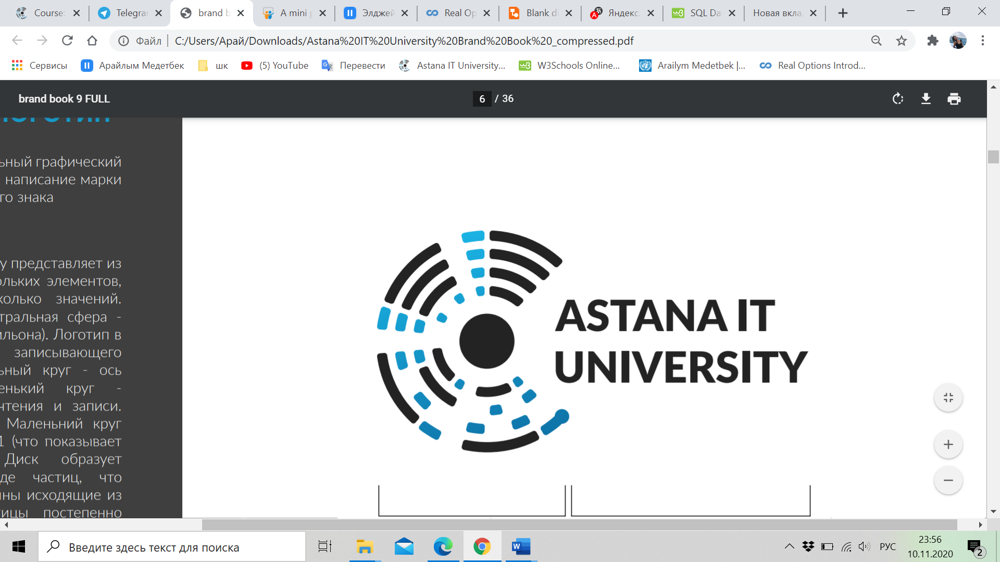 Course:
Telegrar
brand b
A mini p
Элджей
Real Op
Blank di
Яндекс.
SQL Da
Новая вкла
Файл
C:/Users/Арай/Downloads/Astana%20IT%20University%20Brand%20Book%20_compressed.pdf
Сервисы
Арайлым Медетбек
шк
(5) YouTube
Перевести
Astana IT University...
W3Schools Online...
Arailym Medetbek |...
Real Options Introd...
brand book 9 FULL
6 / 36
ьный графический
написание марки
го знака
у представляет из
ольких элементов,
колько значений.
тральная сфера -
ильона). Логотип в
записывающего
ьный круг - ось
енький круг -
чтения и записи.
Маленьний круг
1 (что показывает
Диск образует
де частиц, что
ны исходящие из
ицы постепенно
ASTANA IT
UNIVERSITY
Введите здесь текст для поиска
РУС
23:56
10.11.2020
2